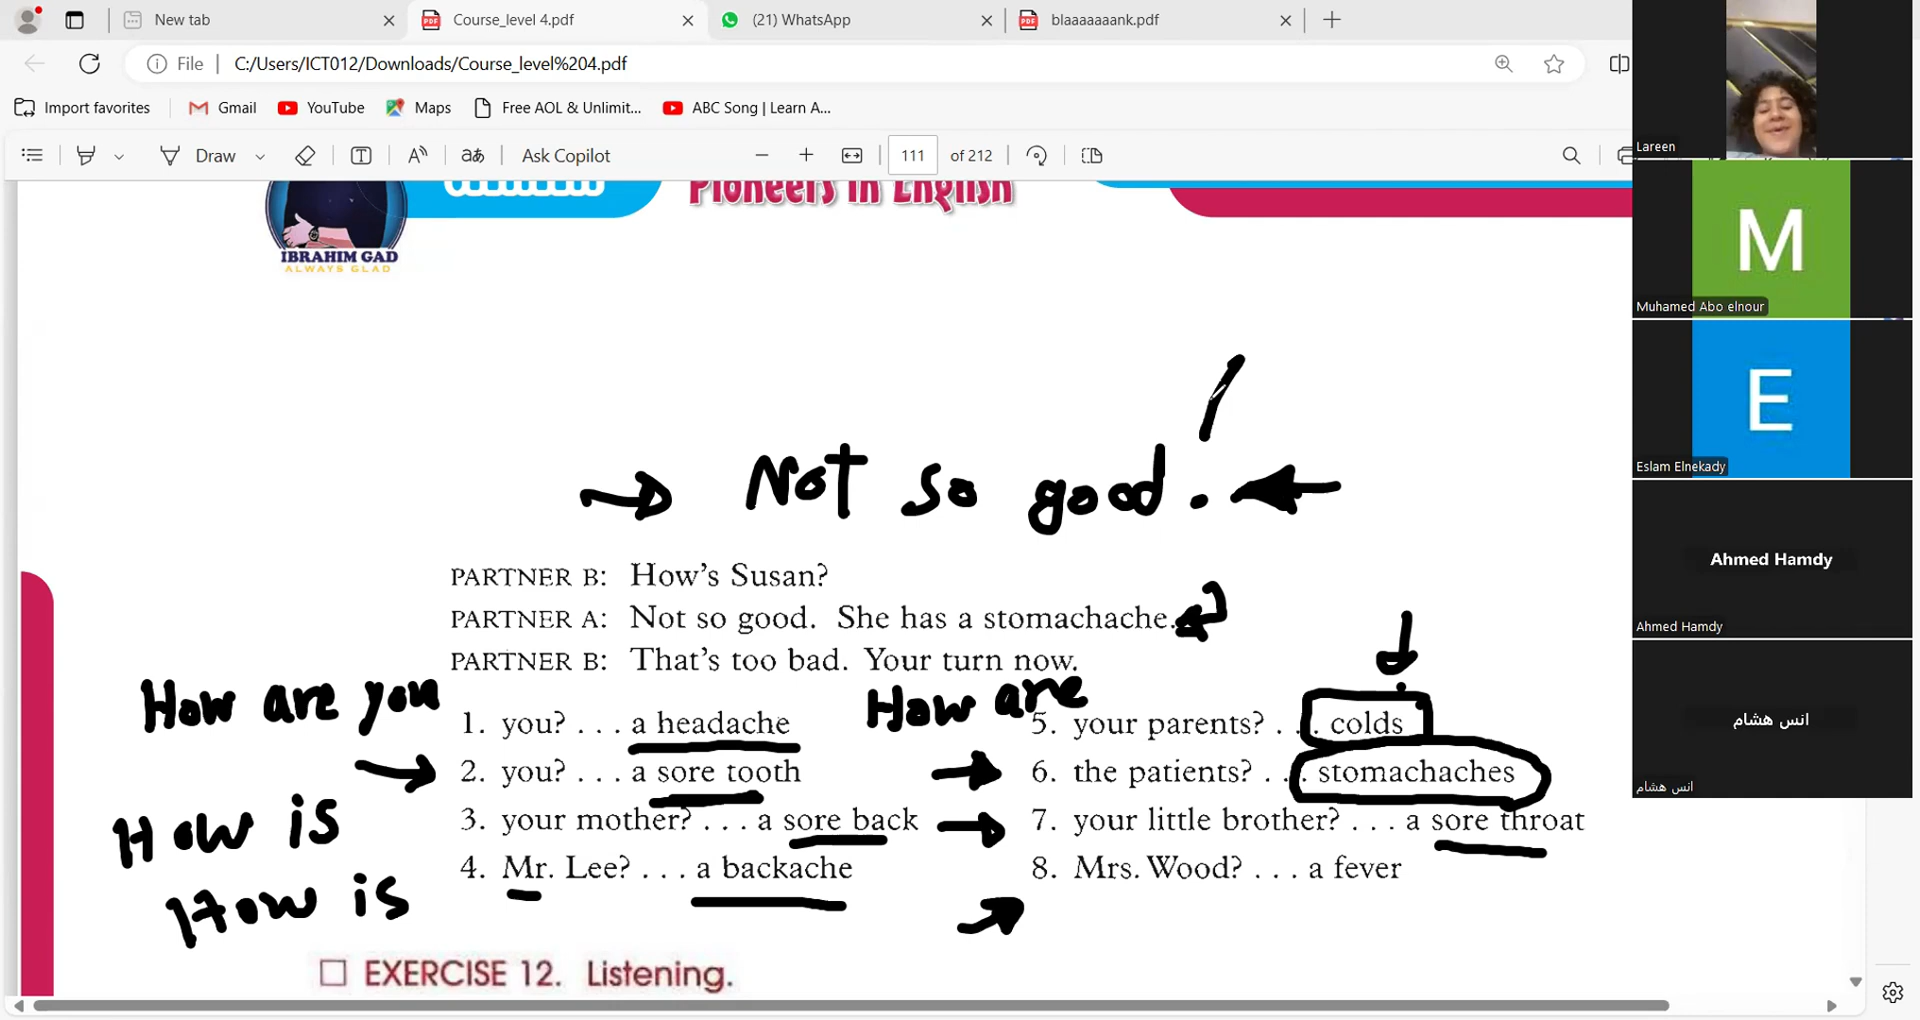 New tab
Course_level 4.pdf
(21) WhatsApp
blaaaaaaank.pdf
File
C:/Users/ICT012/Downloads/Course_level%204.pdf
Import favorites
Gmail
YouTube
Maps
Free AOL & Unlimit...
ABC Song | Learn A...
Draw
Ask Copilot
111 of 212
Pioneers in English
IBRAHIM GAD
ALWAYS GLAD
Not so good.
PARTNER B: How's Susan?
PARTNER A: Not so good. She has a stomachache.
PARTNER B: That's too bad. Your turn now.
How are you
1. you? . . . a headache
2. you? . . . a sore tooth
How is
3. your mother? . . . a sore back
4. Mr. Lee? . . . a backache
How is
How are
5. your parents? . . . colds
6. the patients? . . . stomachaches
7. your little brother? . . . a sore throat
8. Mrs. Wood? . . . a fever
EXERCISE 12. Listening.
Lareen
M
Muhamed Abo elnour
E
Eslam Elnekady
Ahmed Hamdy
Ahmed Hamdy
انس هشام
انس هشام